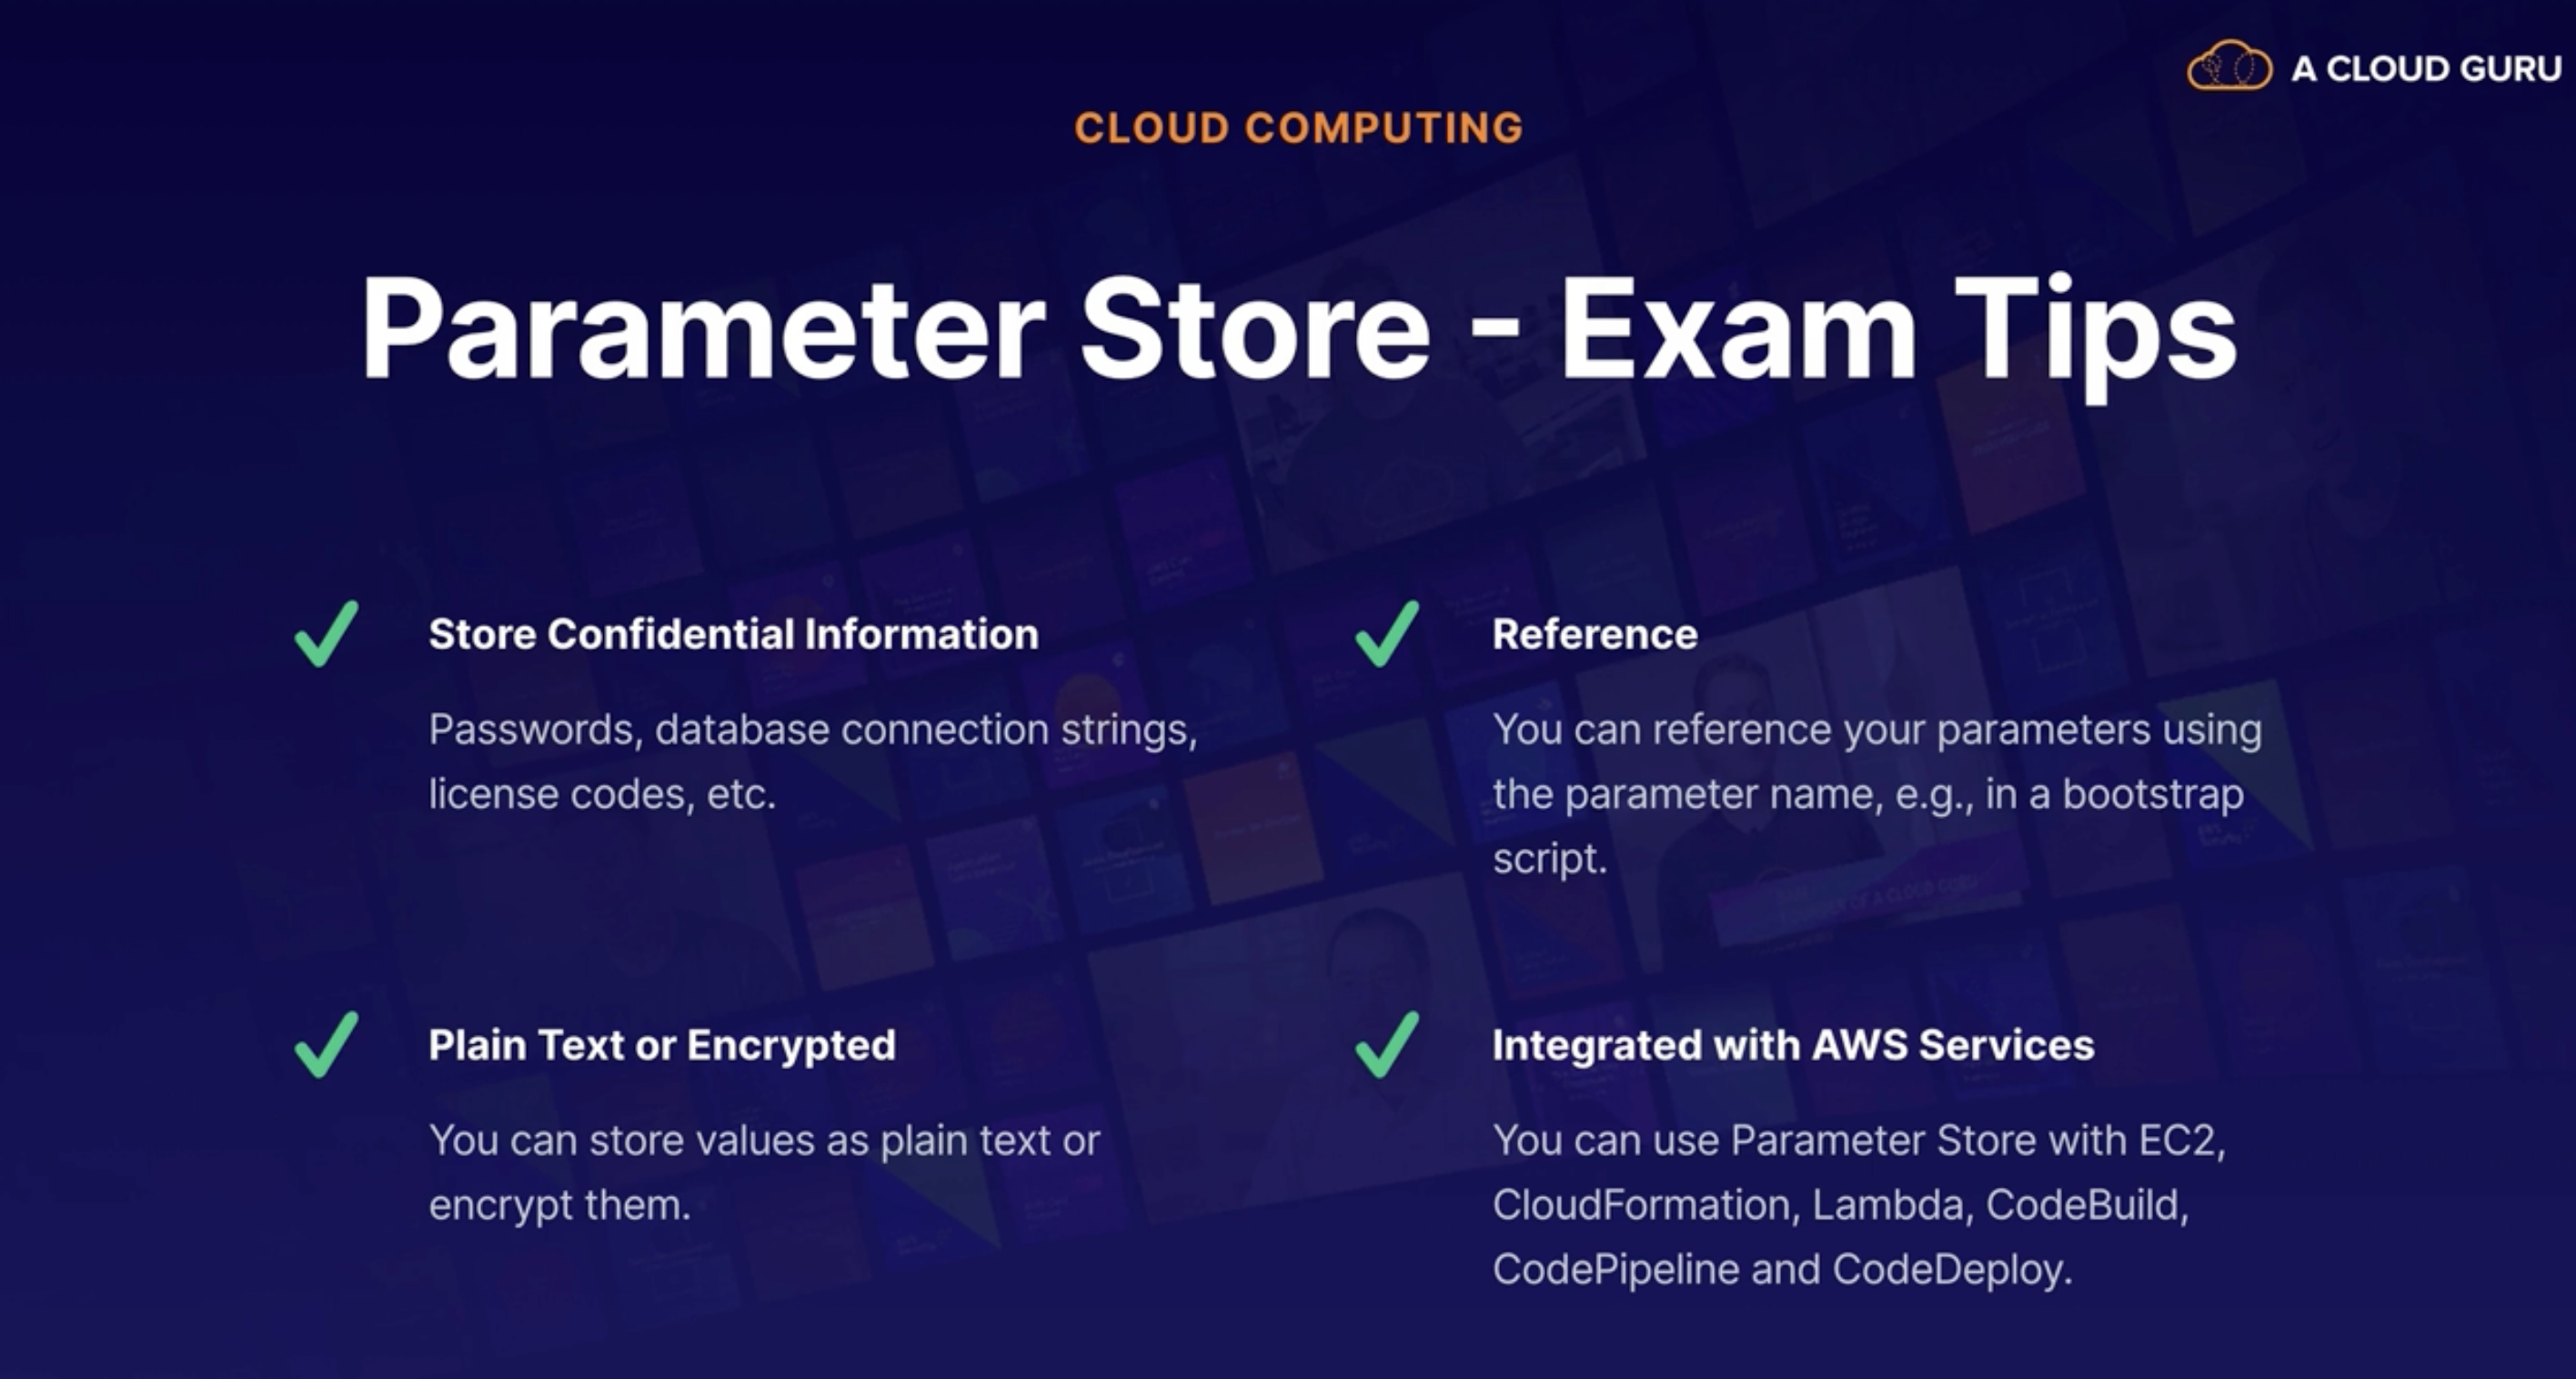 A CLOUD GURU
CLOUD COMPUTING
Parameter Store - Exam Tips
Store Confidential Information
Passwords, database connection strings,
license codes, etc.
Reference
You can reference your parameters using
the parameter name, e.g., in a bootstrap
script.
Plain Text or Encrypted
You can store values as plain text or
encrypt them.
Integrated with AWS Services
You can use Parameter Store with EC2,
CloudFormation, Lambda, CodeBuild,
CodePipeline and CodeDeploy.